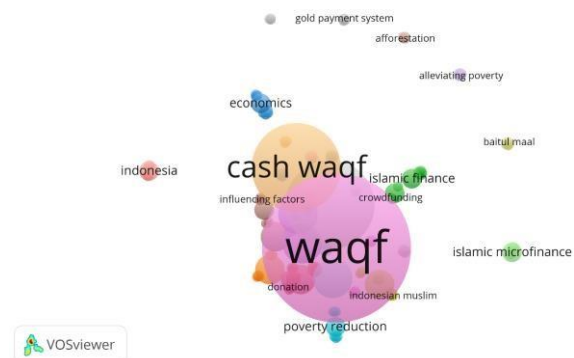 gold payment system
afforestation
alleviating poverty
economics
baitul maal
cash waqf
indonesia
islamic finance
influencing factors
crowdfunding
waqf
islamic microfinance
donation
indonesian muslim
poverty reduction
VOSviewer